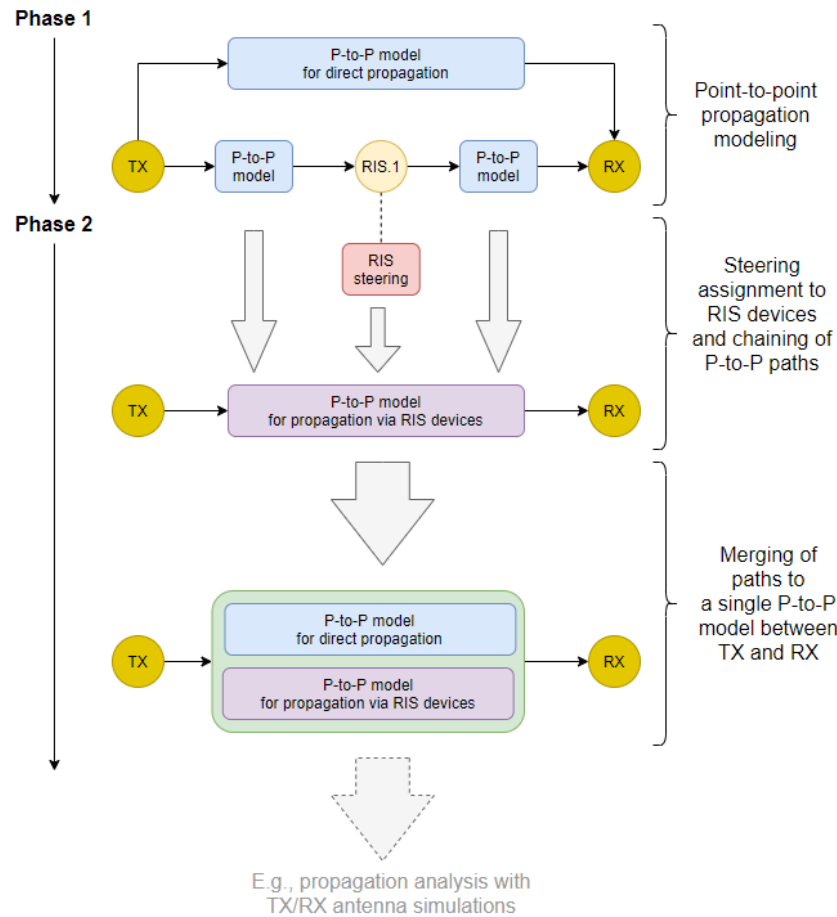 Phase 1
P-to-P model
for direct propagation
Point-to-point
propagation
modeling
TX
P-to-P
model
RIS.1
P-to-P
model
RX
Phase 2
RIS
steering
Steering
assignment to
RIS devices
and chaining of
P-to-P paths
TX
P-to-P model
for propagation via RIS devices
RX
Merging of
paths to
a single P-to-P
model between
TX and RX
TX
P-to-P model
for direct propagation
P-to-P model
for propagation via RIS devices
RX
E.g., propagation analysis with
TX/RX antenna simulations